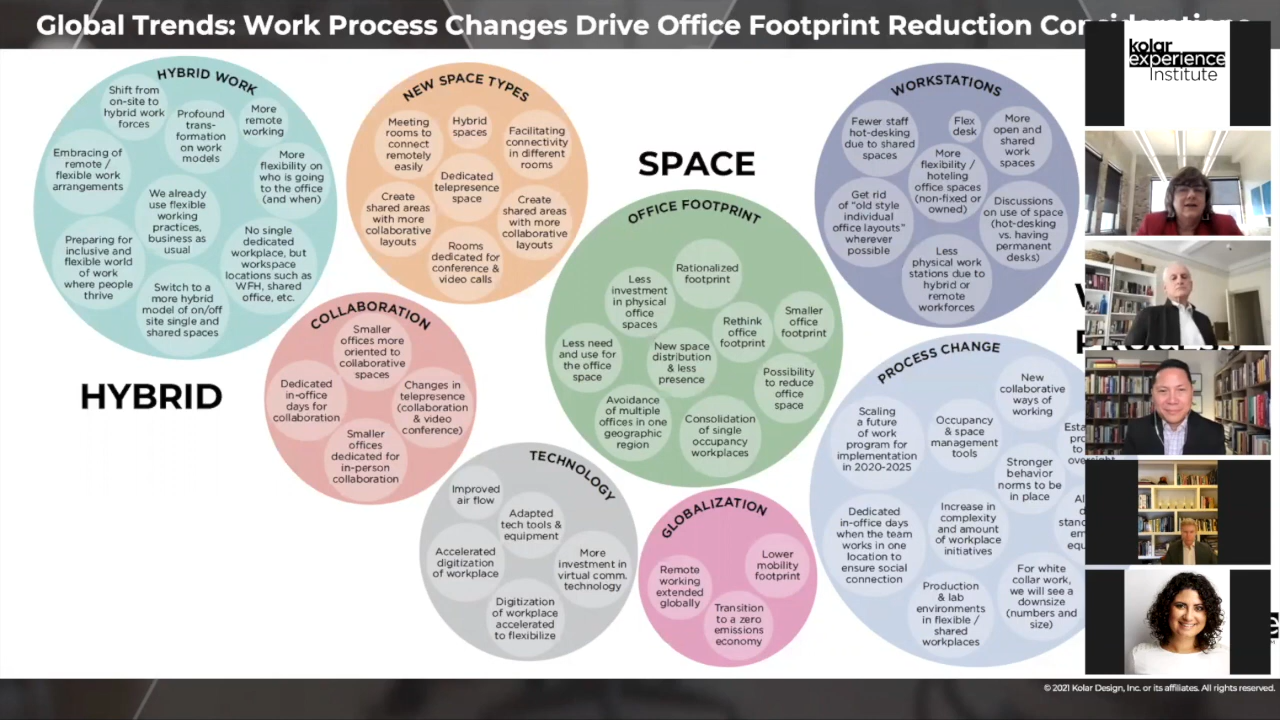 Global Trends: Work Process Changes Drive Office Footprint Reduction
kolar
experience
Institute
HYBRID WORK
Shift from
on-site to
hybrid work
forces
Profound
trans-
formation
on work
models
More
remote
working
Embracing of
remote /
flexible work
arrangements
More
flexibility on
who is going
to the office
(and when)
We already
use flexible
working
practices,
business as
usual
Preparing for
inclusive and
flexible world
of work
where people
thrive
No single
dedicated
workplace, but
workspace
locations such as
WFH, shared
office, etc.
Switch to a
more hybrid
model of on/off
site single and
shared spaces
NEW SPACE TYPES
Meeting
rooms to
connect
remotely
easily
Hybrid
spaces
Facilitating
connectivity
in different
rooms
Dedicated
telepresence
space
Create
shared areas
with more
collaborative
layouts
Create
shared areas
with more
collaborative
layouts
Rooms
dedicated for
conference &
video calls
SPACE
WORKSTATIONS
Fewer staff
hot-desking
due to shared
spaces
Flex
desk
More
open and
shared
work
spaces
More
flexibility /
hoteling
office spaces
(non-fixed or
owned)
Get rid
of "old style
individual
office layouts"
wherever
possible
Discussions
on use of space
(hot-desking
vs. having
permanent
desks)
Less
physical work
stations due to
hybrid or
remote
workforces
OFFICE FOOTPRINT
Rationalized
footprint
Less
investment
in physical
office
spaces
Smaller
office
footprint
Rethink
office
footprint
Less need
and use for
the office
space
New space
distribution
& less
presence
Possibility
to reduce
office
space
Avoidance
of multiple
offices in one
geographic
region
Consolidation
of single
occupancy
workplaces
HYBRID
COLLABORATION
Smaller
offices more
oriented to
collaborative
spaces
Dedicated
in-office
days for
collaboration
Changes in
telepresence
(collaboration
& video
conference)
Smaller
offices
dedicated for
in-person
collaboration
PROCESS CHANGE
New
collaborative
ways of
working
Scaling
a future
of work
program for
implementation
in 2020-2025
Occupancy
& space
management
tools
Stronger
behavior
norms to be
in place
Dedicated
in-office days
when the team
works in one
location to
ensure social
connection
Increase in
complexity
and amount
of workplace
initiatives
For white
collar work,
we will see a
downsize
(numbers and
size)
Production
& lab
environments
in flexible /
shared
workplaces
TECHNOLOGY
Improved
air flow
Adapted
tech tools &
equipment
Accelerated
digitization
of workplace
More
investment in
virtual comm.
technology
Digitization
of workplace
accelerated
to flexibilize
GLOBALIZATION
Lower
mobility
footprint
Remote
working
extended
globally
Transition
to a zero
emissions
economy
© 2021 Kolar Design, Inc. or its affiliates. All rights reserved.